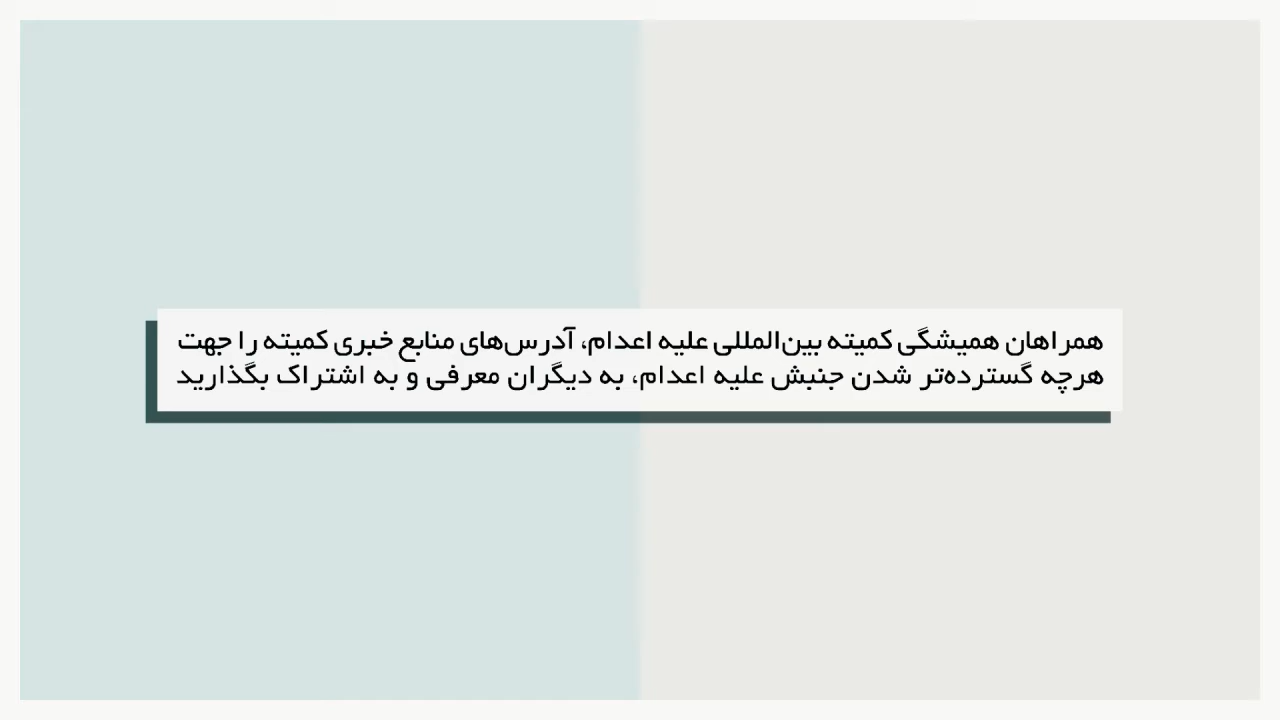 همراهان همیشگی کمیته بین‌المللی علیه اعدام، آدرس‌های منابع خبری کمیته را جهت
هرچه گسترده‌تر شدن جنبش علیه اعدام، به دیگران معرفی و به اشتراک بگذارید